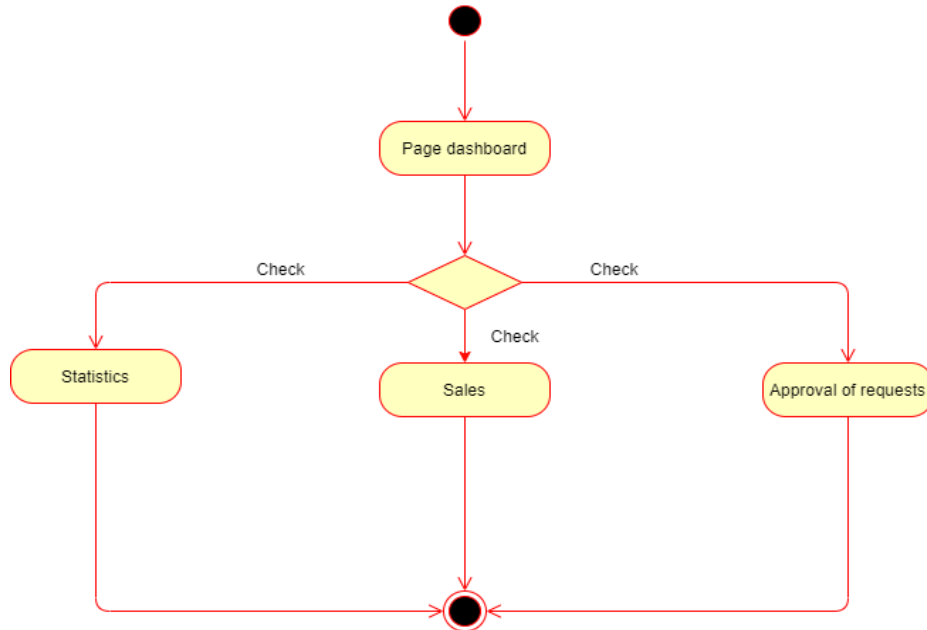 Page dashboard
Check
Check
Check
Statistics
Sales
Approval of requests